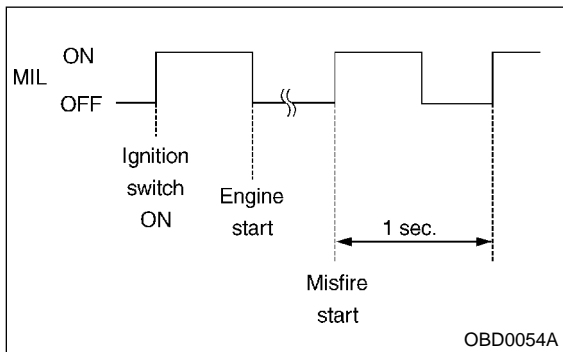 ON
MIL
OFF
Ignition
switch
ON
Engine
start
1 sec.
Misfire
start
OBD0054A